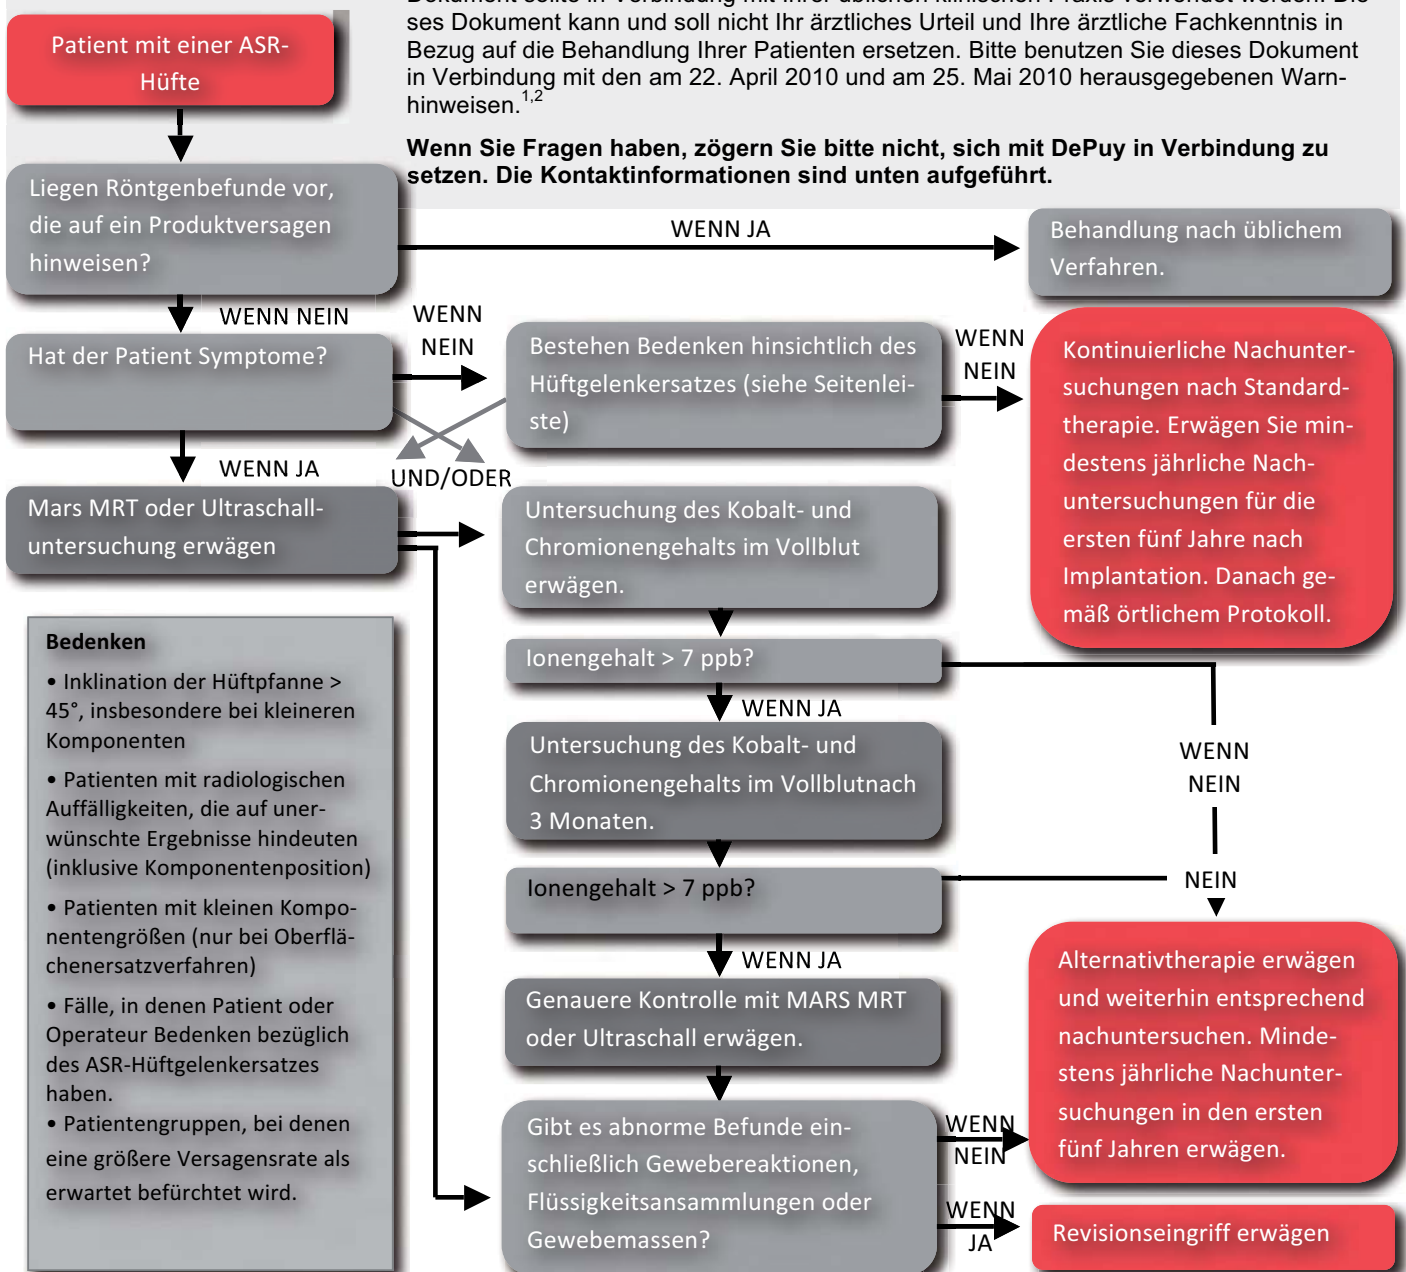 Dokument sollte in Verbindung mit Ihrer üblichen klinischen Praxis verwendet werden. Die-
ses Dokument kann und soll nicht Ihr ärztliches Urteil und Ihre ärztliche Fachkenntnis in
Bezug auf die Behandlung Ihrer Patienten ersetzen. Bitte benutzen Sie dieses Dokument
in Verbindung mit den am 22. April 2010 und am 25. Mai 2010 herausgegebenen Warn-
hinweisen.1,2
Wenn Sie Fragen haben, zögern Sie bitte nicht, sich mit DePuy in Verbindung zu
setzen. Die Kontaktinformationen sind unten aufgeführt.
Patient mit einer ASR-
Hüfte
Liegen Röntgenbefunde vor,
die auf ein Produktversagen
hinweisen?
WENN JA
Behandlung nach üblichem
Verfahren.
WENN NEIN
Hat der Patient Symptome?
WENN
NEIN
Bestehen Bedenken hinsichtlich des
Hüftgelenkersatzes (siehe Seitenlei-
ste)
WENN
NEIN
Kontinuierliche Nachunter-
suchungen nach Standard-
therapie. Erwägen Sie min-
destens jährliche Nach-
untersuchungen für die
ersten fünf Jahre nach
Implantation. Danach ge-
mäß örtlichem Protokoll.
WENN JA
UND/ODER
Mars MRT oder Ultraschall-
untersuchung erwägen
Untersuchung des Kobalt- und
Chromionengehalts im Vollblut
erwägen.
Ionengehalt > 7 ppb?
WENN JA
WENN
NEIN
Untersuchung des Kobalt- und
Chromionengehalts im Vollblutnach
3 Monaten.
Ionengehalt > 7 ppb?
NEIN
WENN JA
Genauere Kontrolle mit MARS MRT
oder Ultraschall erwägen.
Alternativtherapie erwägen
und weiterhin entsprechend
nachuntersuchen. Minde-
stens jährliche Nachunter-
suchungen in den ersten
fünf Jahren erwägen.
Gibt es abnorme Befunde ein-
schließlich Gewebereaktionen,
Flüssigkeitsansammlungen oder
Gewebemassen?
WENN
NEIN
WENN
JA
Revisionseingriff erwägen
Bedenken
• Inklination der Hüftpfanne >
45°, insbesondere bei kleineren
Komponenten
• Patienten mit radiologischen
Auffälligkeiten, die auf uner-
wünschte Ergebnisse hindeuten
(inklusive Komponentenposition)
• Patienten mit kleinen Kompo-
nentengrößen (nur bei Oberflä-
chenersatzverfahren)
• Fälle, in denen Patient oder
Operateur Bedenken bezüglich
des ASR-Hüftgelenkersatzes
haben.
• Patientengruppen, bei denen
eine größere Versagensrate als
erwartet befürchtet wird.